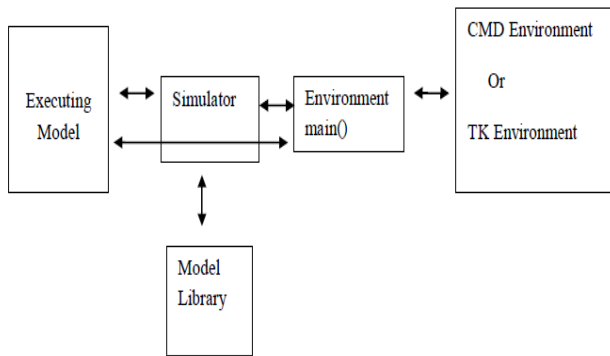 Executing
Model
Simulator
Environment
main()
CMD Environment
Or
TK Environment
Model
Library